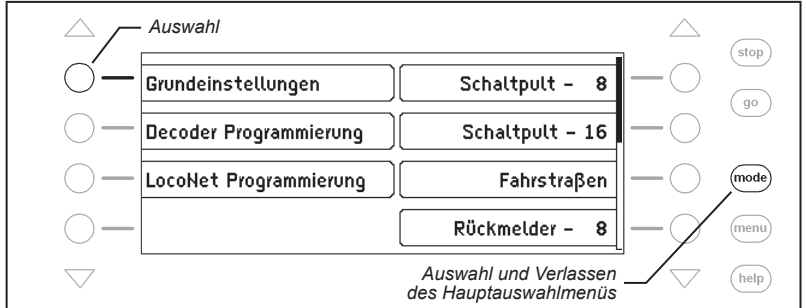 Auswahl
stop
Grundeinstellungen
Schaltpult - 8
go
Decoder Programmierung
Schaltpult - 16
LocoNet Programmierung
Fahrstraßen
mode
Rückmelder - 8
menu
Auswahl und Verlassen
des Hauptauswahlmenüs
help